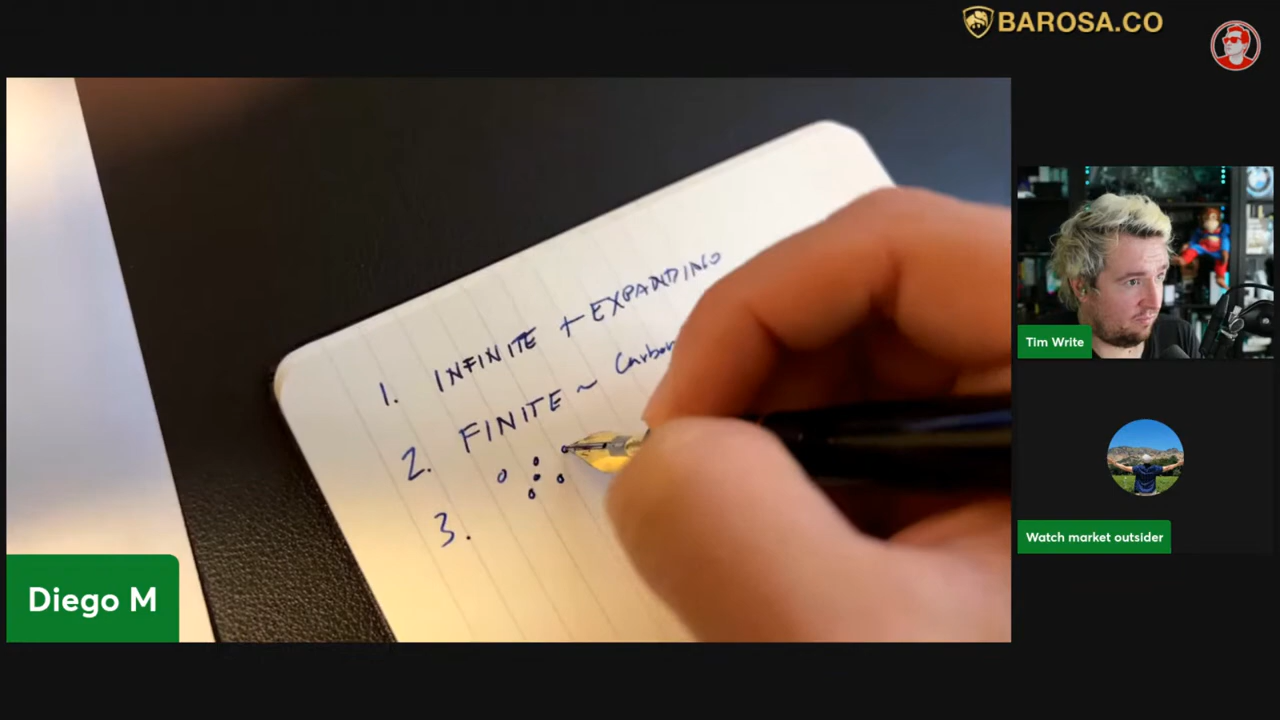 BAROSA.CO
1. INFINITE + EXPANDING
2. FINITE ~ Carbon
3.
Tim Write
Watch market outsider
Diego M